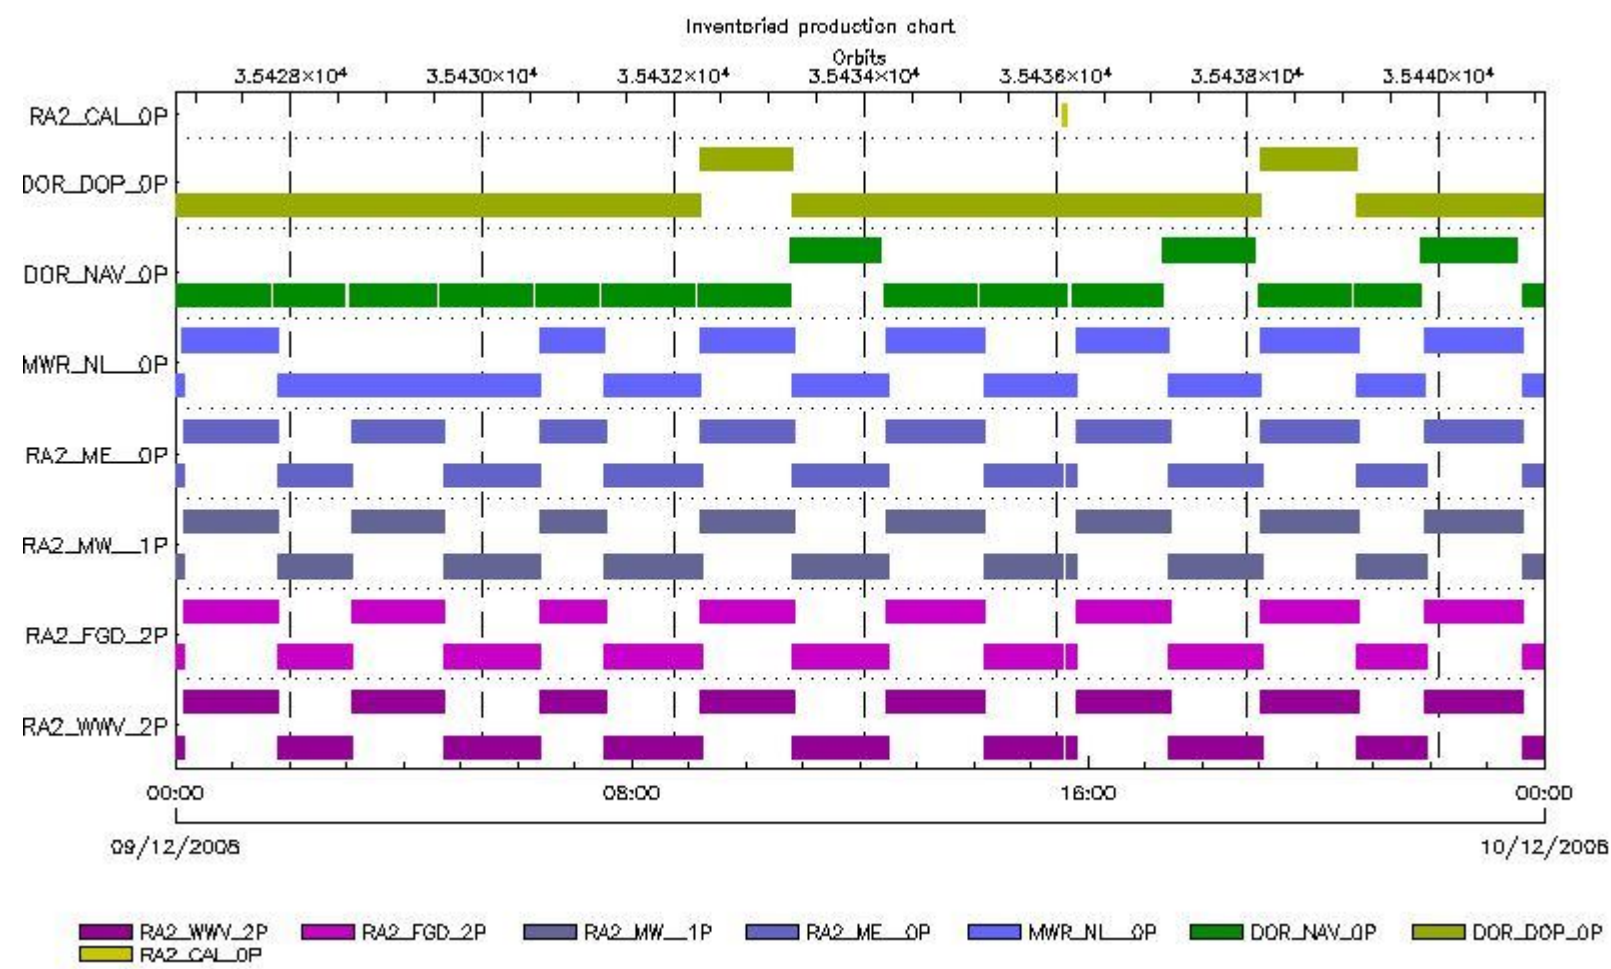 Inventoried production chart
Orbits
3.5428×10⁴ 3.5430×10⁴ 3.5432×10⁴ 3.5434×10⁴ 3.5436×10⁴ 3.5438×10⁴ 3.5440×10⁴
RA2_CAL_0P
DOR_DOP_0P
DOR_NAV_0P
MWR_NL__0P
RA2_ME__0P
RA2_MW__1P
RA2_FGD_2P
RA2_WWV_2P
00:00 08:00 16:00 00:00
09/12/2008 10/12/2008
RA2_WWV_2P RA2_FGD_2P RA2_MW__1P RA2_ME__0P MWR_NL__0P DOR_NAV_0P DOR_DOP_0P
RA2_CAL_0P